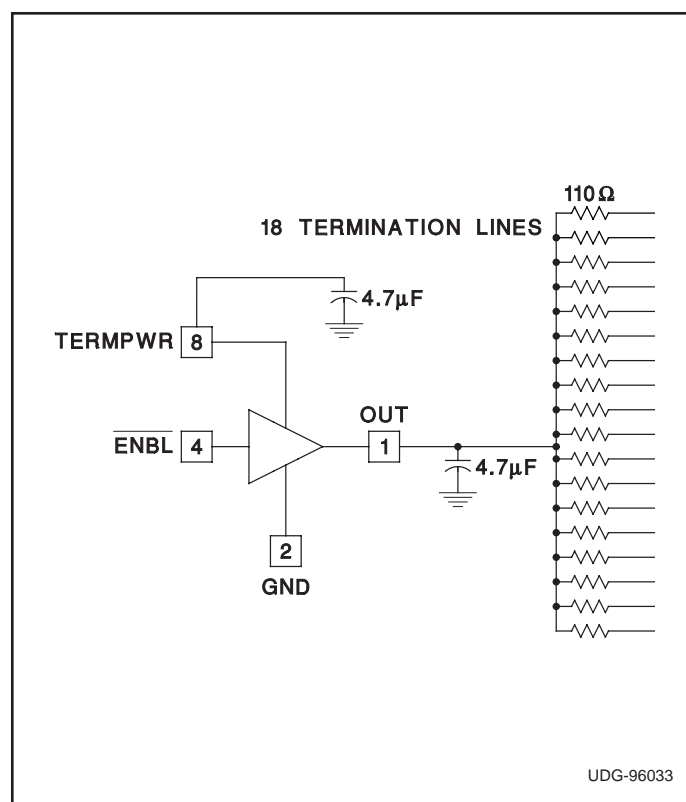 110Ω
18 TERMINATION LINES
4.7µF
TERMPWR 8
OUT
ENBL 4
1
4.7µF
2
GND
UDG-96033